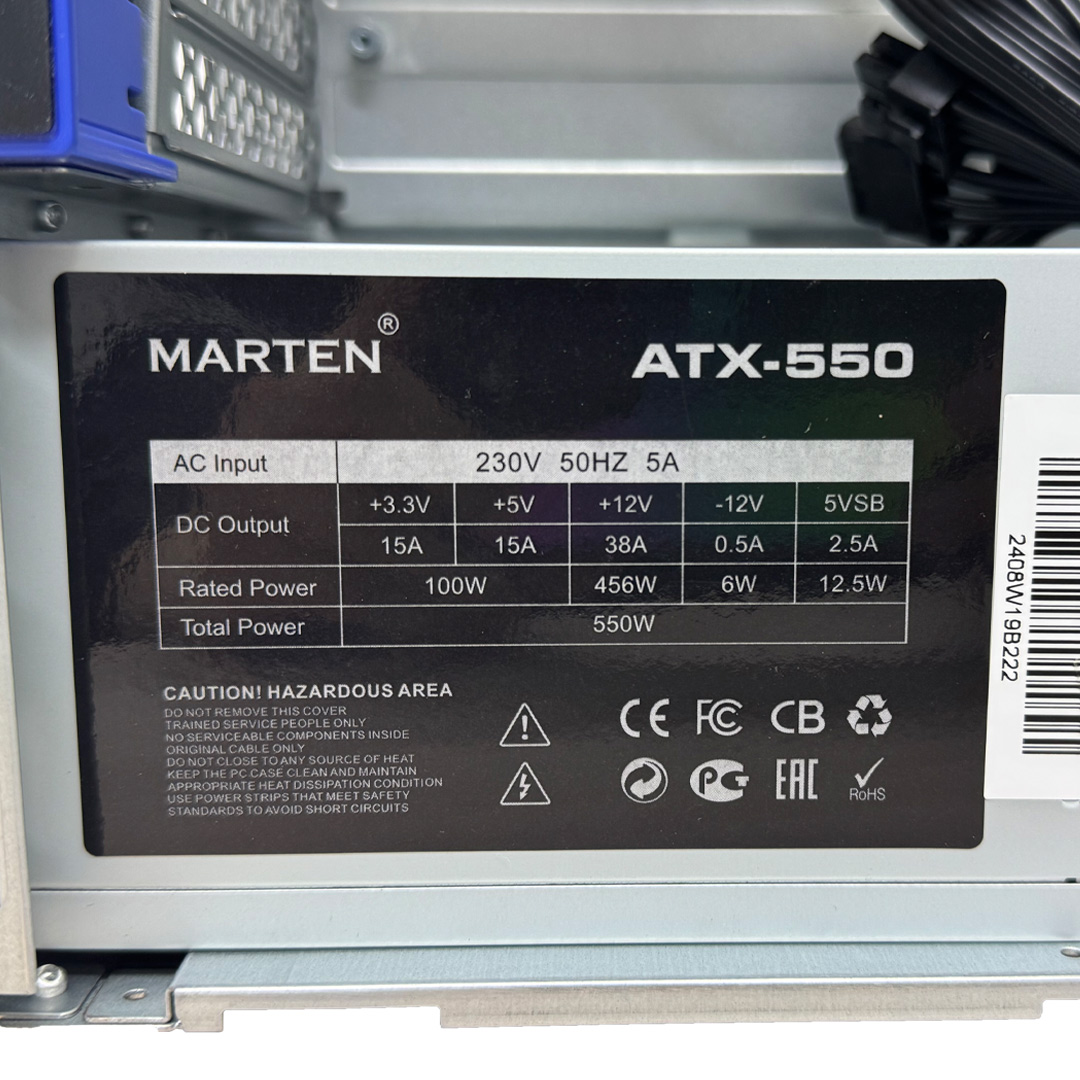 MARTEN®
ATX-550
AC Input 230V 50HZ 5A
DC Output +3.3V +5V +12V -12V 5VSB
15A 15A 38A 0.5A 2.5A
Rated Power 100W 456W 6W 12.5W
Total Power 550W
CAUTION! HAZARDOUS AREA
DO NOT REMOVE THIS COVER
TRAINED SERVICE PEOPLE ONLY
NO SERVICEABLE COMPONENTS INSIDE
ORIGINAL CABLE ONLY
DO NOT CLOSE TO ANY SOURCE OF HEAT
KEEP THE PC CASE CLEAN AND MAINTAIN
APPROPRIATE HEAT DISSIPATION CONDITION
USE POWER STRIPS THAT MEET SAFETY
STANDARDS TO AVOID SHORT CIRCUITS
CE FC CB
PG EAC RoHS
2408W19B222